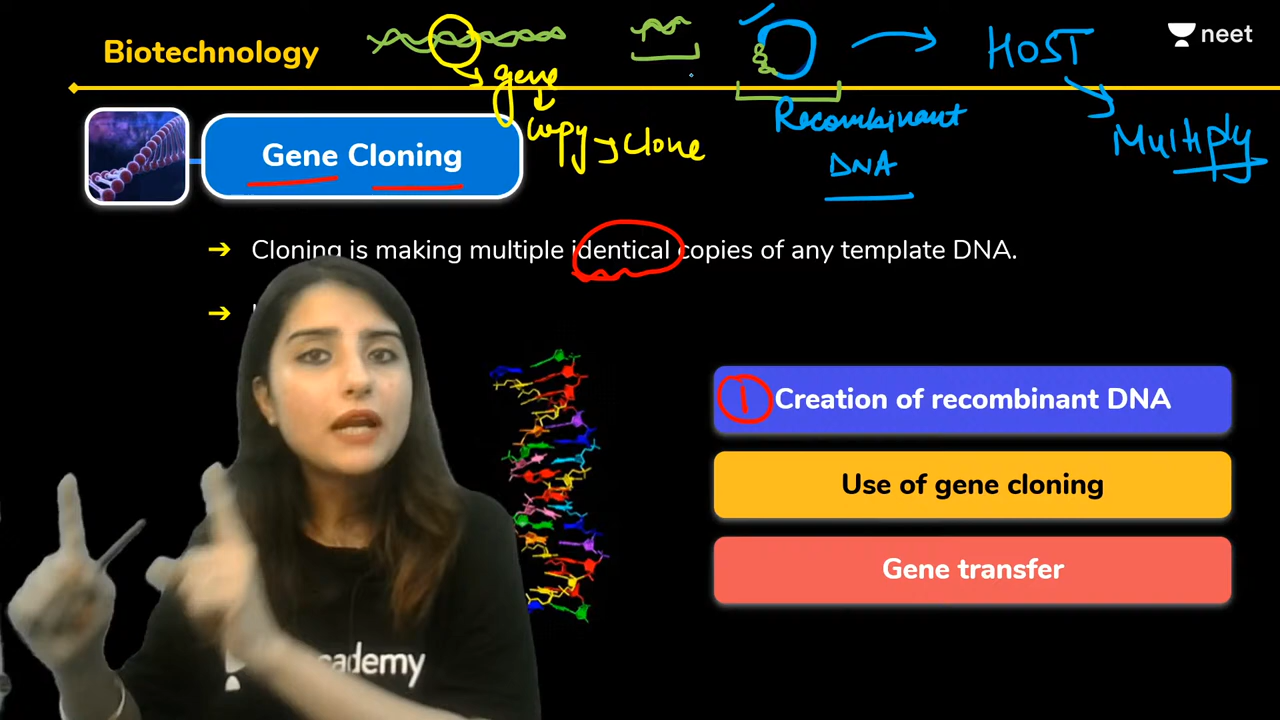 Biotechnology
HOST
neet
gene
Recombinant
DNA
copy → Clone
Multiply
Gene Cloning
➔ Cloning is making multiple identical copies of any template DNA.
➔
1 Creation of recombinant DNA
Use of gene cloning
Gene transfer
cademy